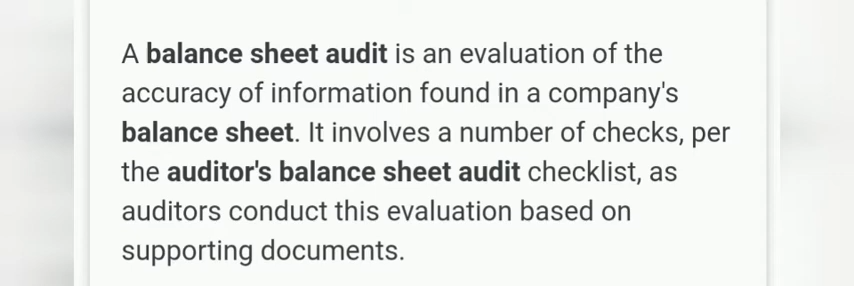 A balance sheet audit is an evaluation of the
accuracy of information found in a company's
balance sheet. It involves a number of checks, per
the auditor's balance sheet audit checklist, as
auditors conduct this evaluation based on
supporting documents.